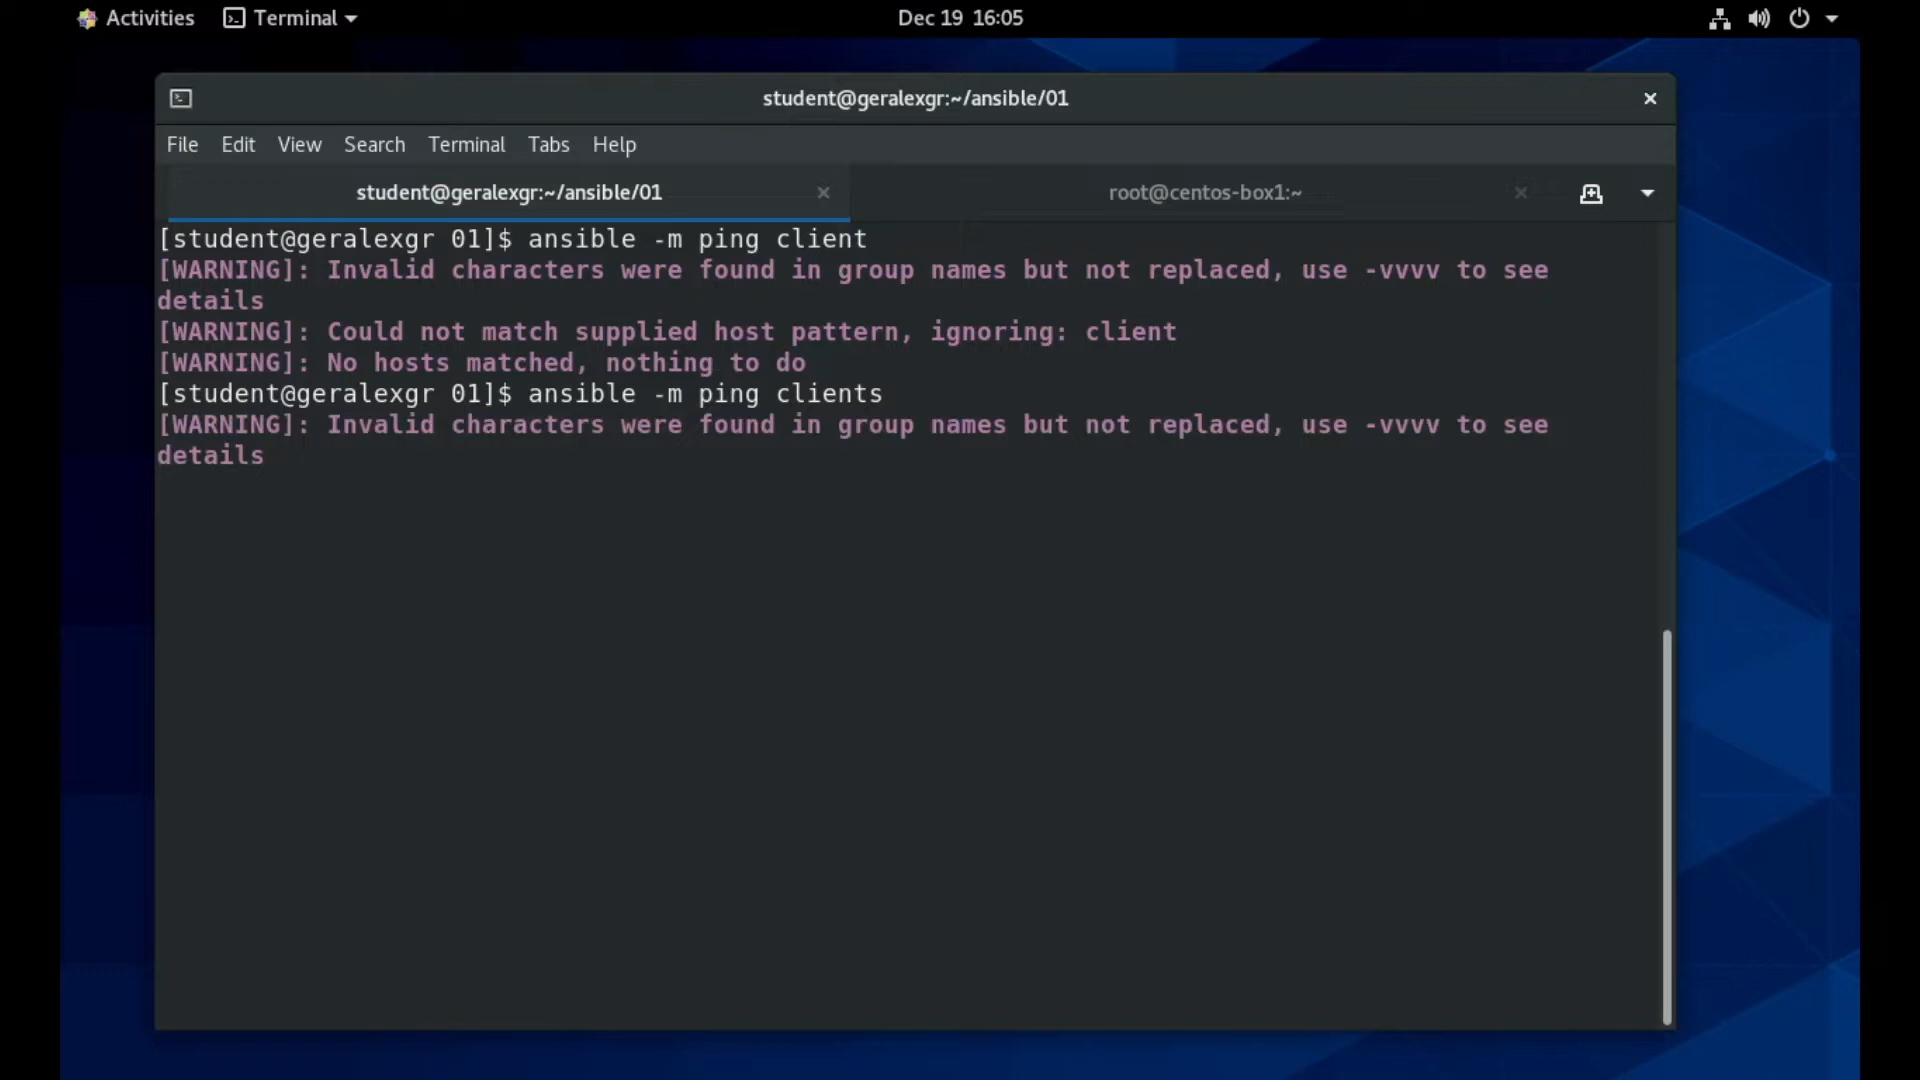 Activities Terminal Dec 19 16:05
student@geralexgr:~/ansible/01
File Edit View Search Terminal Tabs Help
student@geralexgr:~/ansible/01 root@centos-box1:~
[student@geralexgr 01]$ ansible -m ping client
[WARNING]: Invalid characters were found in group names but not replaced, use -vvvv to see
details
[WARNING]: Could not match supplied host pattern, ignoring: client
[WARNING]: No hosts matched, nothing to do
[student@geralexgr 01]$ ansible -m ping clients
[WARNING]: Invalid characters were found in group names but not replaced, use -vvvv to see
details